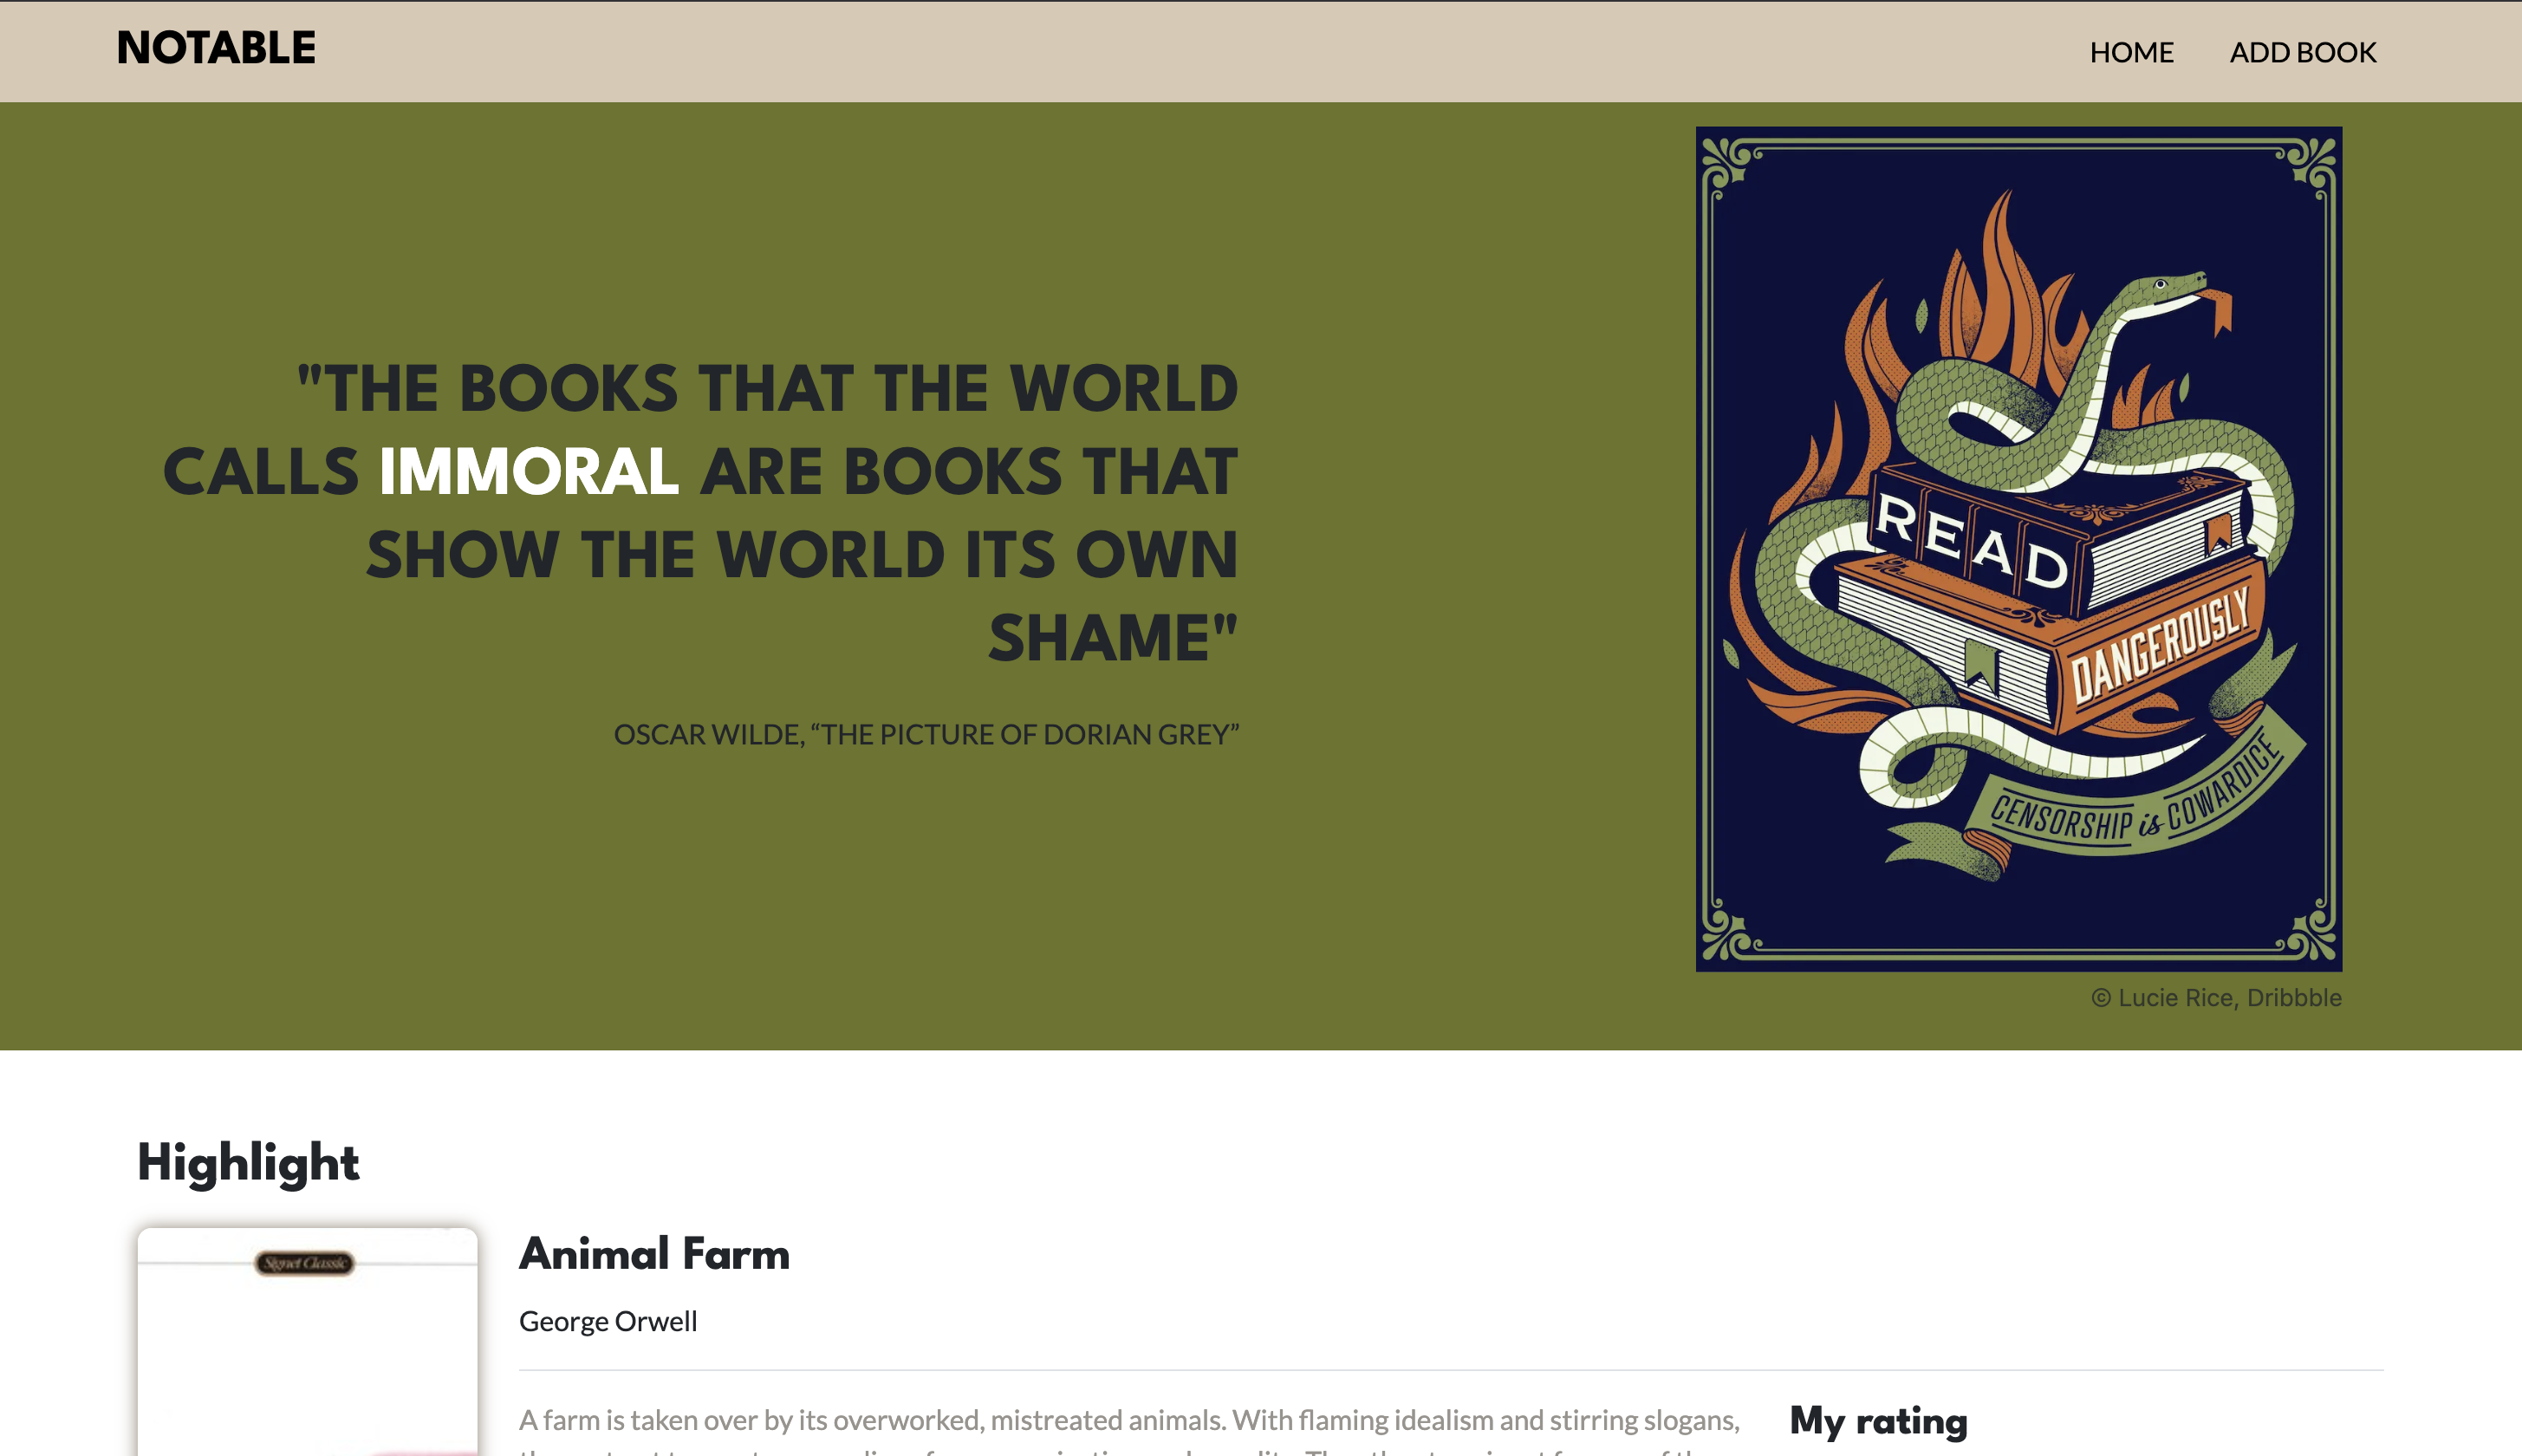 NOTABLE
HOME
ADD BOOK
"THE BOOKS THAT THE WORLD
CALLS IMMORAL ARE BOOKS THAT
SHOW THE WORLD ITS OWN
SHAME"
OSCAR WILDE, “THE PICTURE OF DORIAN GREY”
READ
DANGEROUSLY
CENSORSHIP is COWARDICE
© Lucie Rice, Dribbble
Highlight
Signet Classic
Animal Farm
George Orwell
A farm is taken over by its overworked, mistreated animals. With flaming idealism and stirring slogans,
My rating